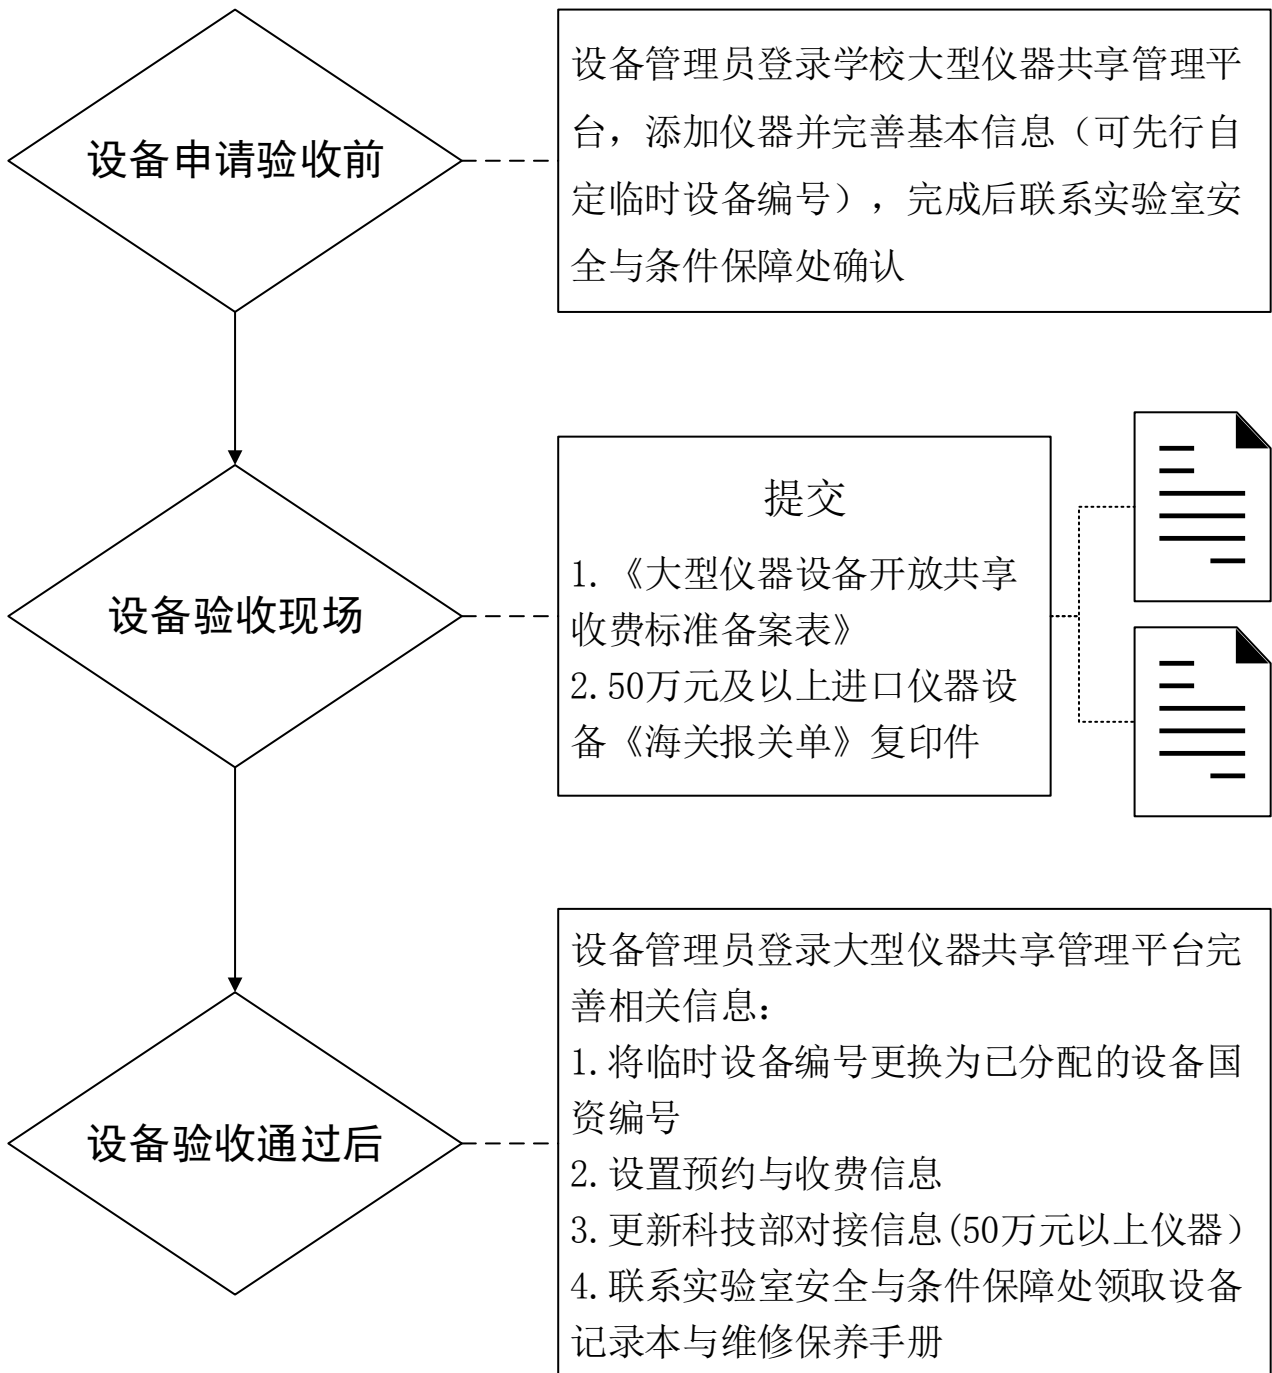 设备申请验收前
设备管理员登录学校大型仪器共享管理平
台，添加仪器并完善基本信息（可先行自
定临时设备编号），完成后联系实验室安
全与条件保障处确认
设备验收现场
提交
1.《大型仪器设备开放共享
收费标准备案表》
2.50万元及以上进口仪器设
备《海关报关单》复印件
设备验收通过后
设备管理员登录大型仪器共享管理平台完
善相关信息：
1.将临时设备编号更换为已分配的设备国
资编号
2.设置预约与收费信息
3.更新科技部对接信息(50万元以上仪器）
4.联系实验室安全与条件保障处领取设备
记录本与维修保养手册